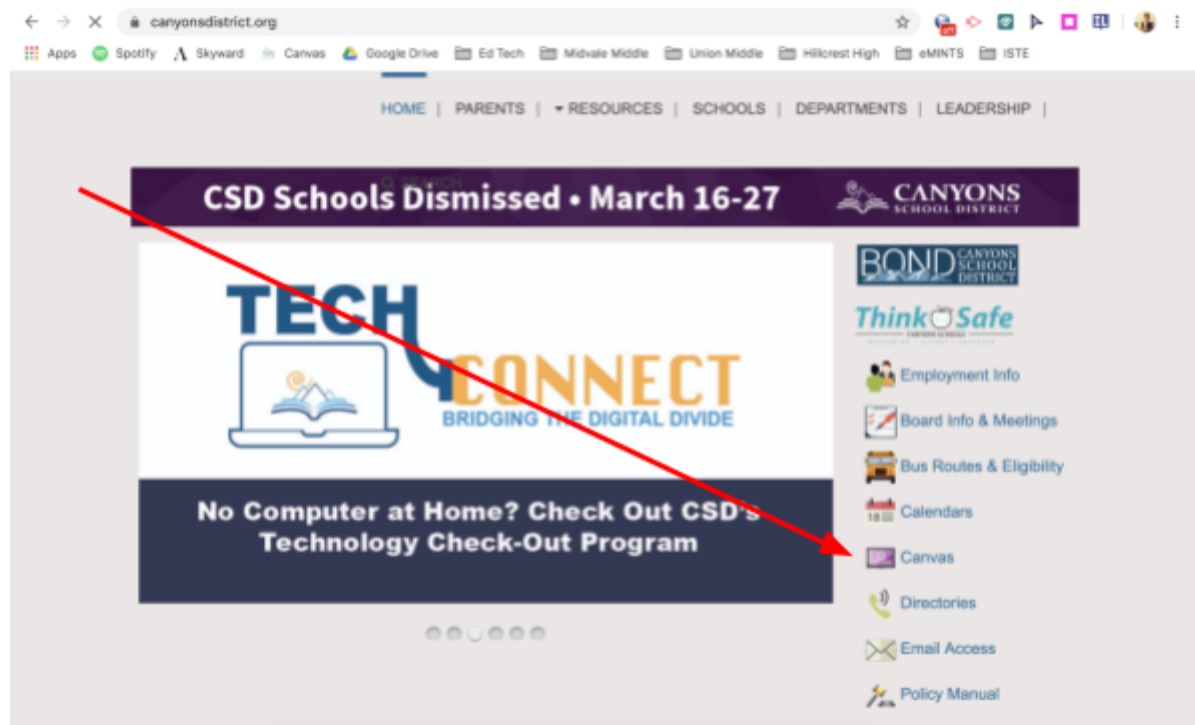 canyonsdistrict.org
Apps Spotify Skyward Canvas Google Drive Ed Tech Midvale Middle Union Middle Hillcrest High eMINTS ISTE
HOME | PARENTS | RESOURCES | SCHOOLS | DEPARTMENTS | LEADERSHIP |
SEARCH
CSD Schools Dismissed • March 16-27
CANYONS
SCHOOL DISTRICT
BOND CANYONS SCHOOL DISTRICT
TECH
CONNECT
BRIDGING THE DIGITAL DIVIDE
No Computer at Home? Check Out CSD's
Technology Check-Out Program
Think Safe
Employment Info
Board Info & Meetings
Bus Routes & Eligibility
18
Calendars
Canvas
Directories
Email Access
Policy Manual